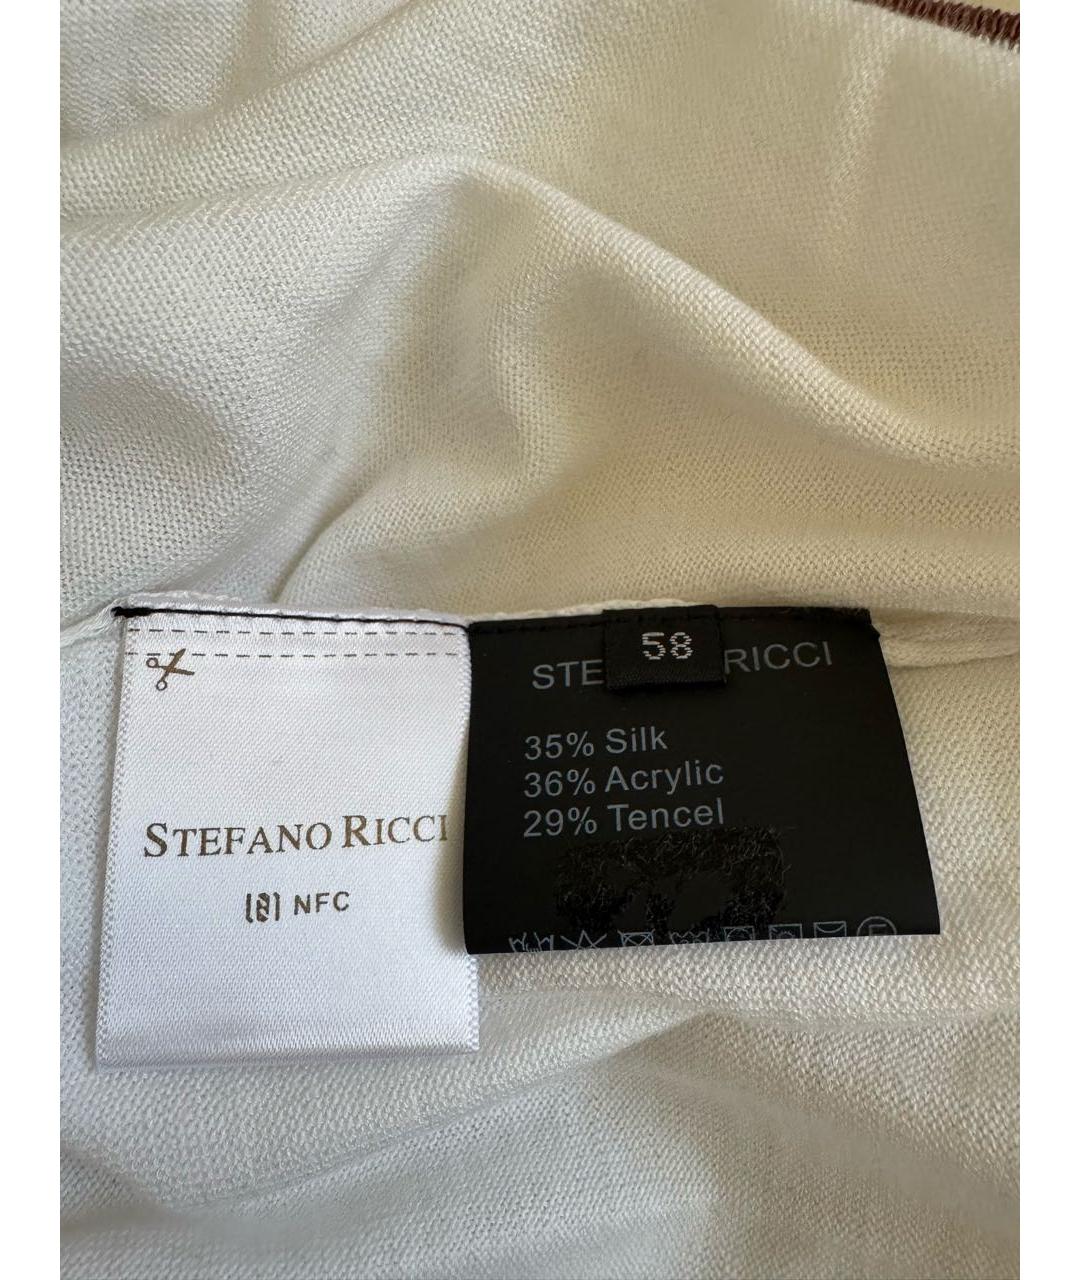 STEFANO RICCI
NFC
58
STE RICCI
35% Silk
36% Acrylic
29% Tencel
F